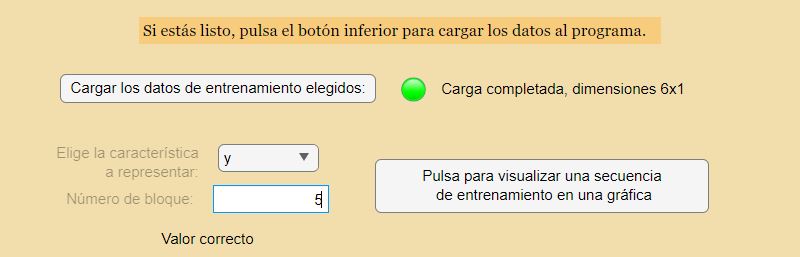 Si estás listo, pulsa el botón inferior para cargar los datos al programa.
Cargar los datos de entrenamiento elegidos:
Carga completada, dimensiones 6x1
Elige la característica
a representar:
y
Número de bloque:
5
Pulsa para visualizar una secuencia
de entrenamiento en una gráfica
Valor correcto